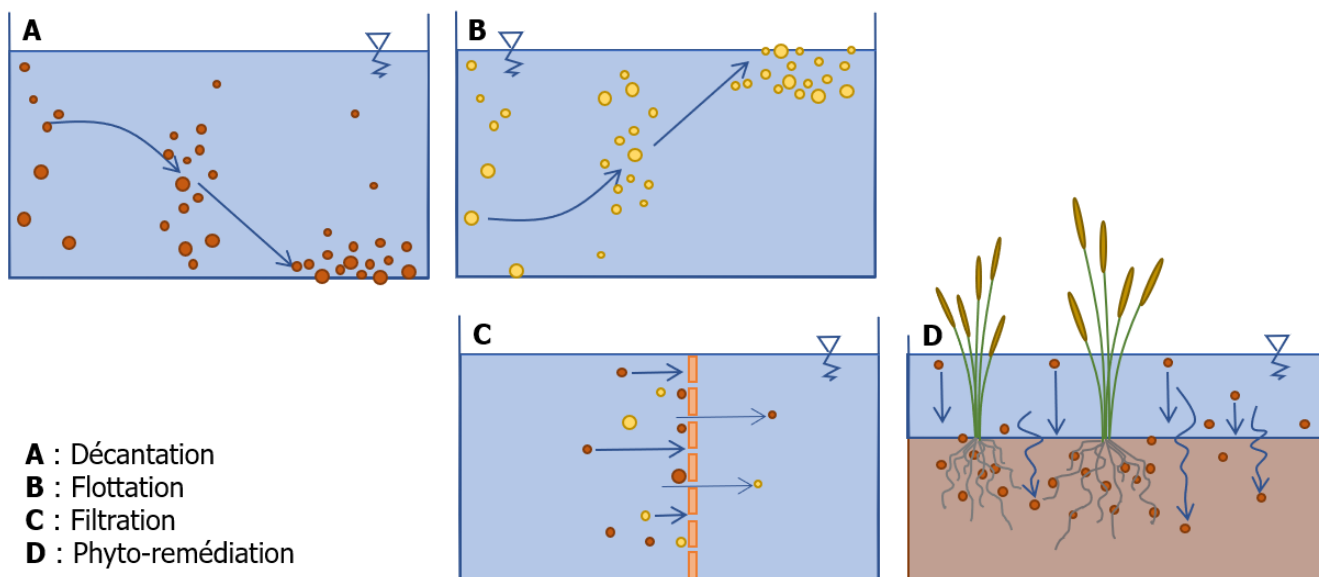 A
B
C
D
A : Décantation
B : Flottation
C : Filtration
D : Phyto-remédiation